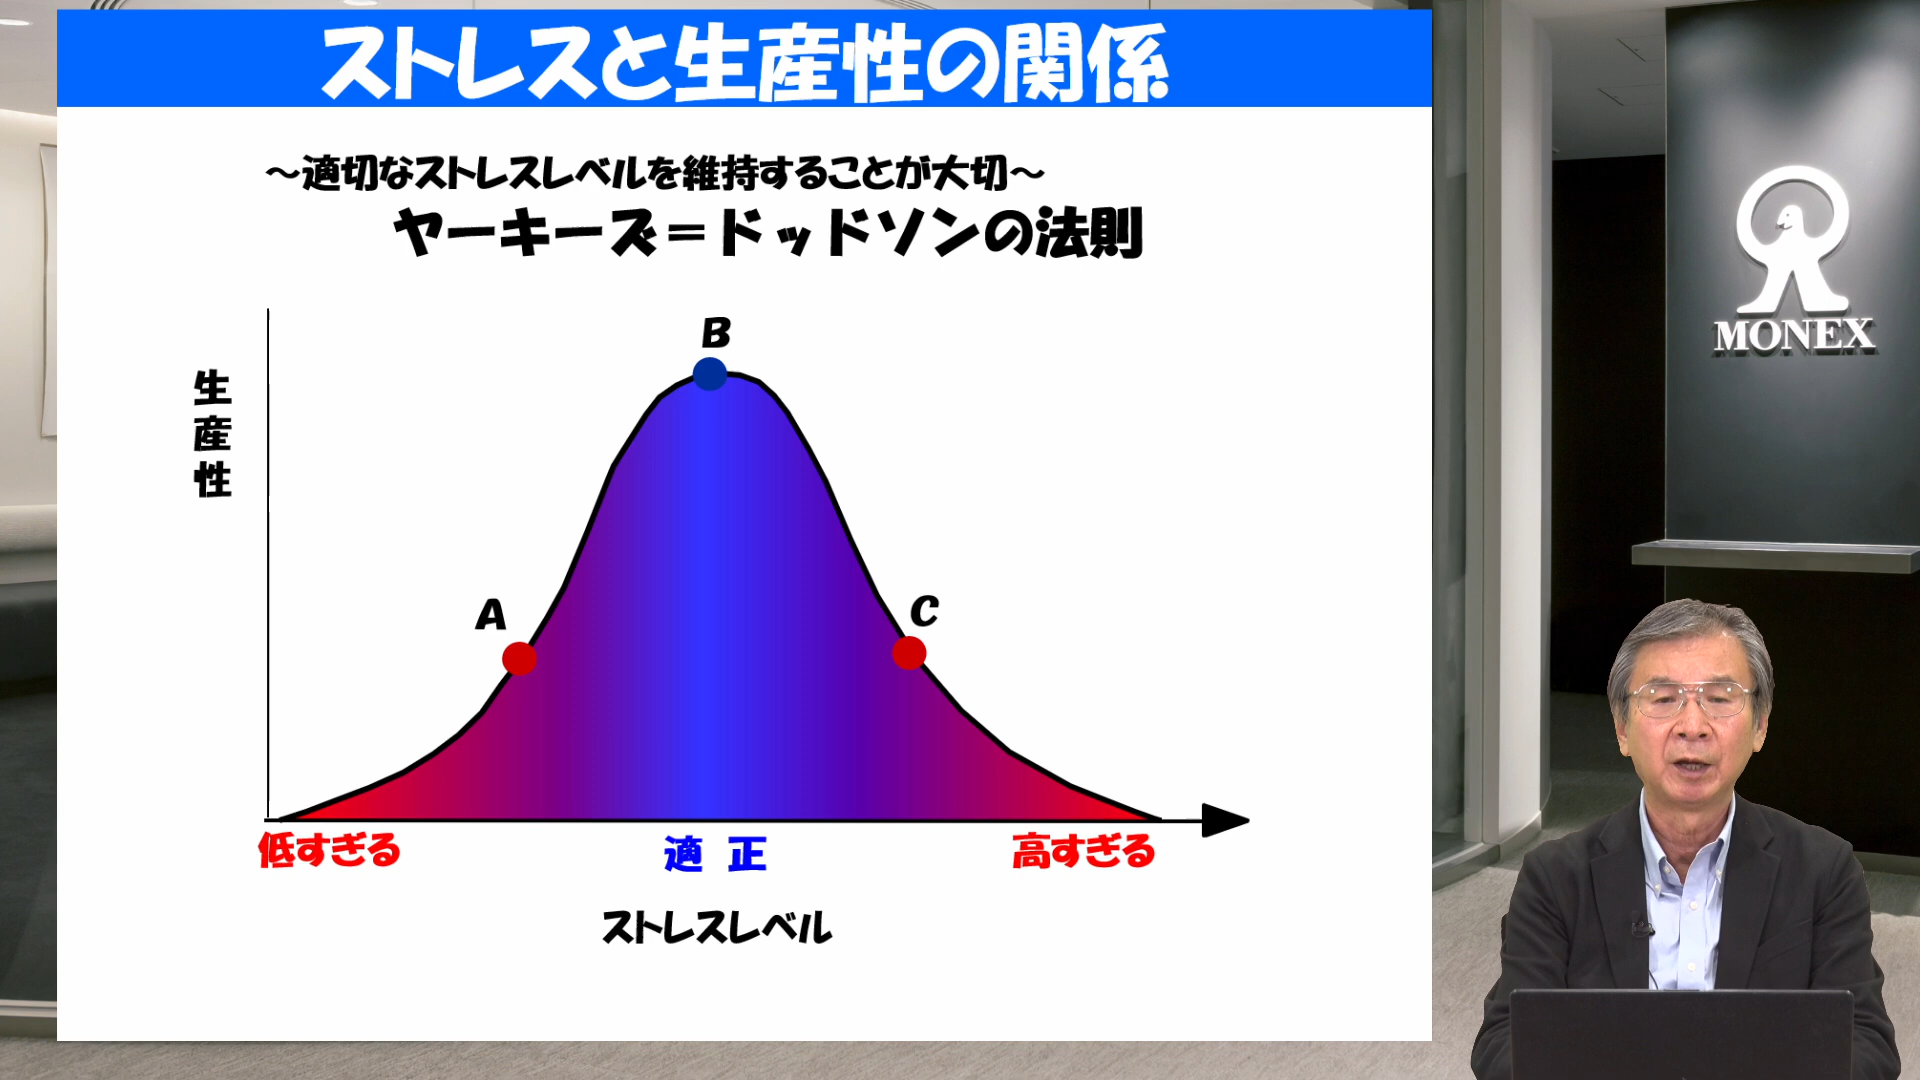 ストレスと生産性の関係
～適切なストレスレベルを維持することが大切～
ヤーキーズ＝ドッドソンの法則
生産性
B
A
C
低すぎる
適 正
高すぎる
ストレスレベル
MONEX